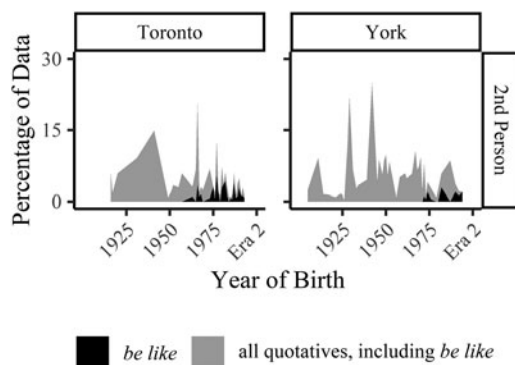 Toronto York
Percentage of Data
30
15
0
2nd Person
1925 1950 1975 Era 2 1925 1950 1975 Era 2
Year of Birth
be like all quotatives, including be like